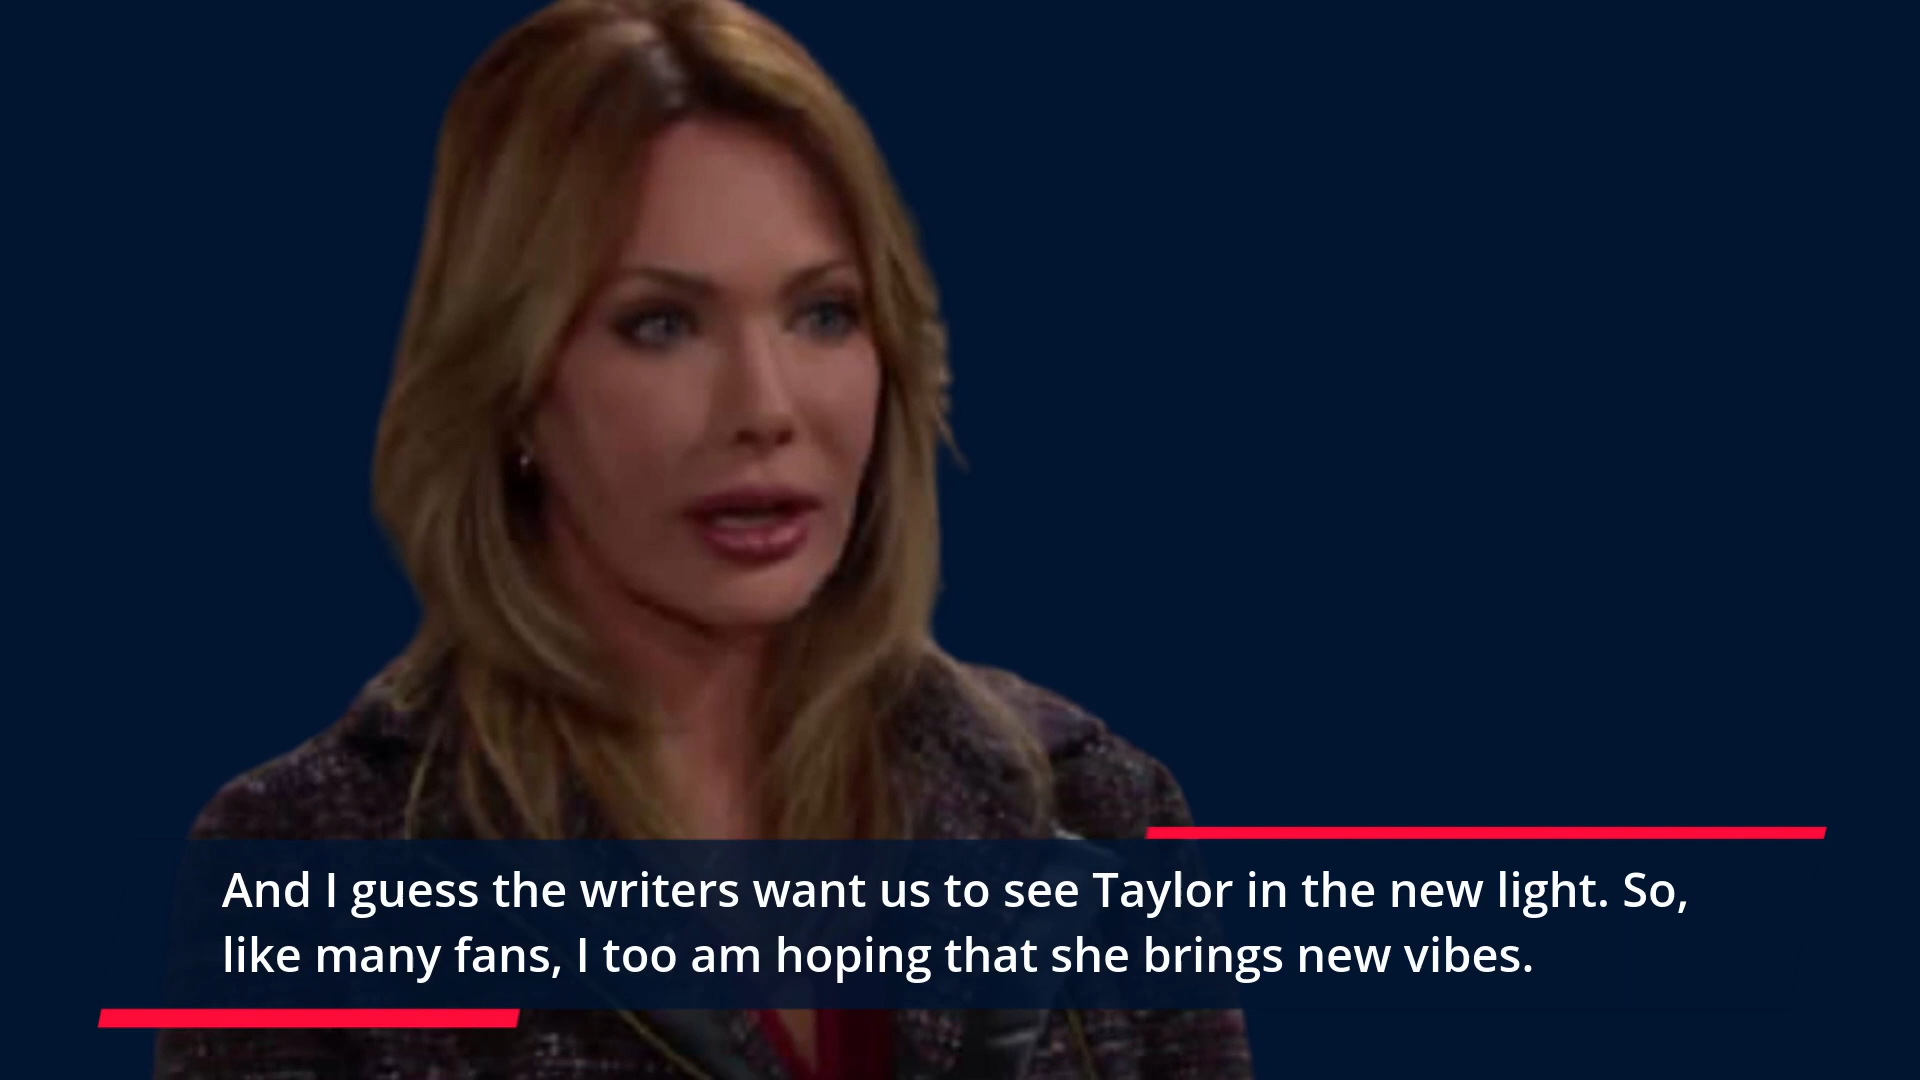 And I guess the writers want us to see Taylor in the new light. So,
like many fans, I too am hoping that she brings new vibes.